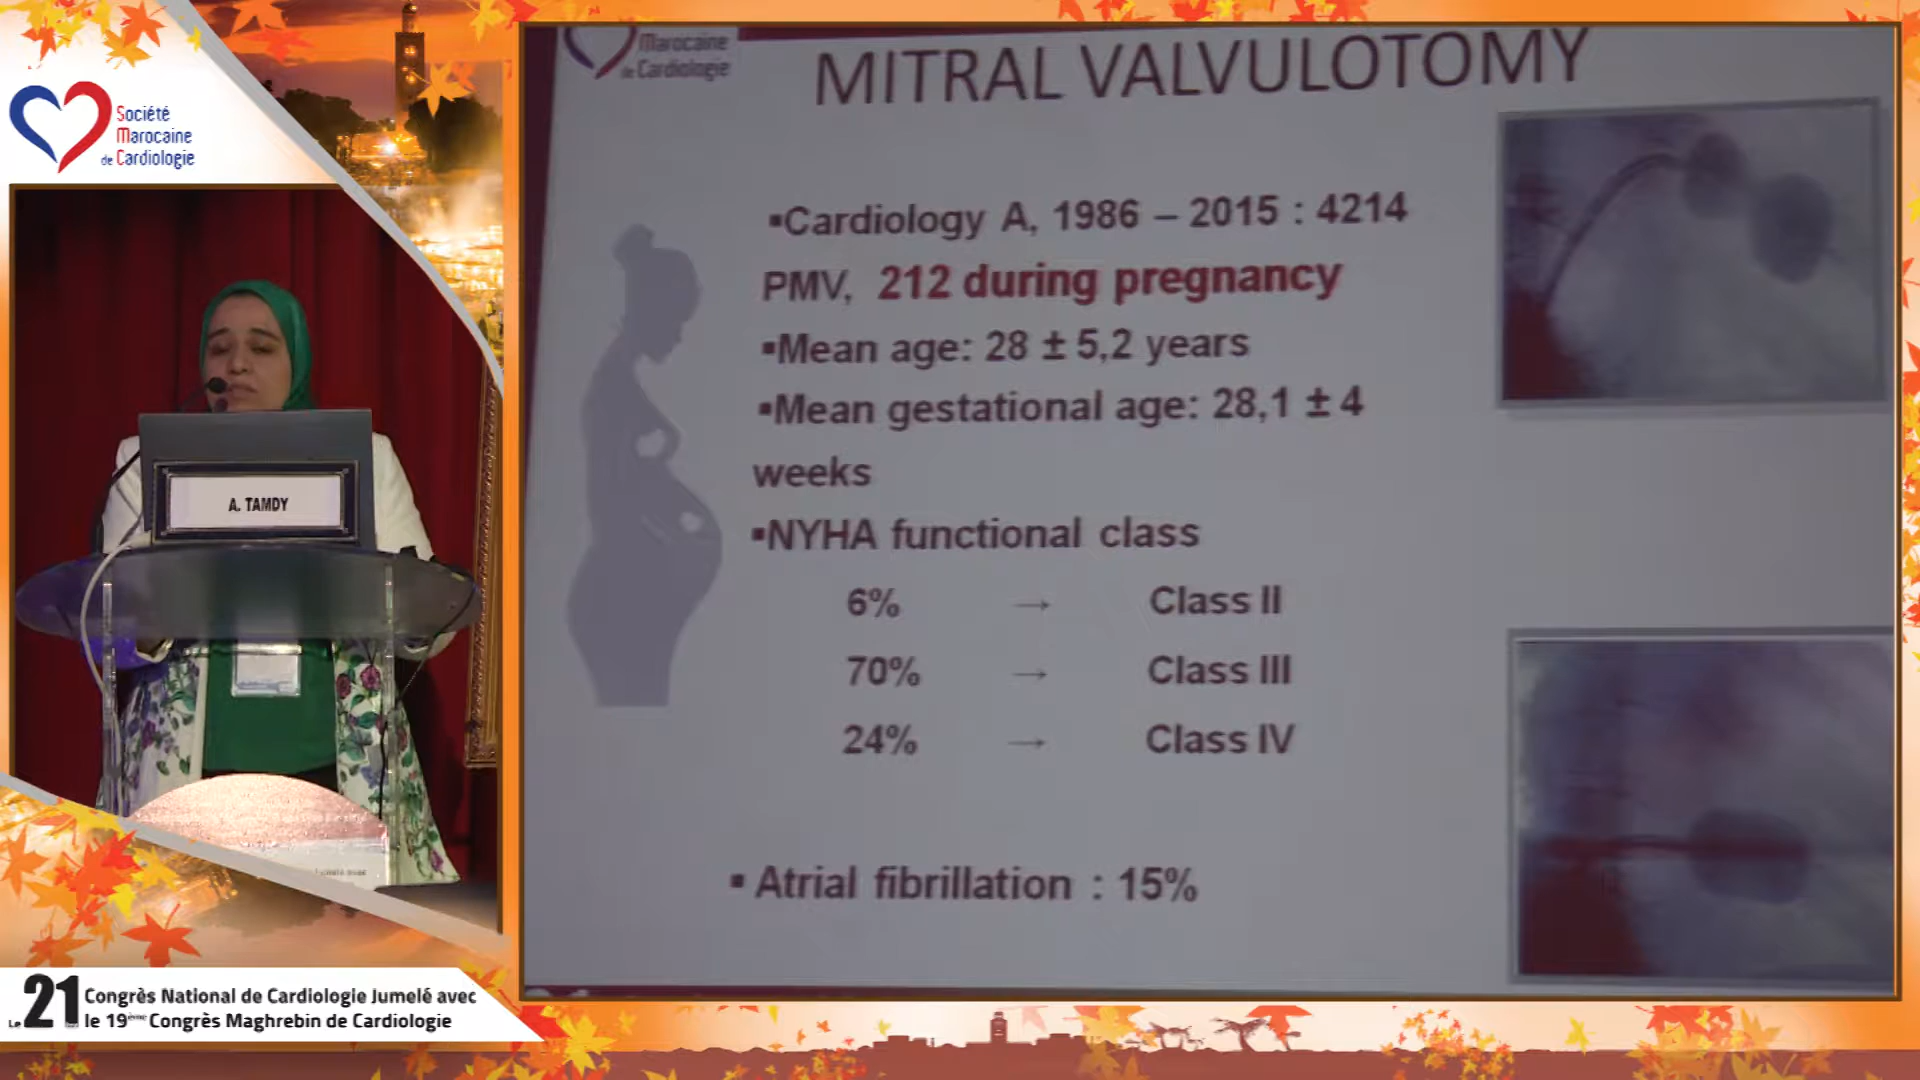 Société
Marocaine
de Cardiologie
A. TAMDY
Le 21 Congrès National de Cardiologie Jumelé avec
le 19ème Congrès Maghrebin de Cardiologie
Marocaine
de Cardiologie
MITRAL VALVULOTOMY
▪Cardiology A, 1986 – 2015 : 4214
PMV, 212 during pregnancy
▪Mean age: 28 ± 5,2 years
▪Mean gestational age: 28,1 ± 4
weeks
▪NYHA functional class
6% → Class II
70% → Class III
24% → Class IV
▪ Atrial fibrillation : 15%